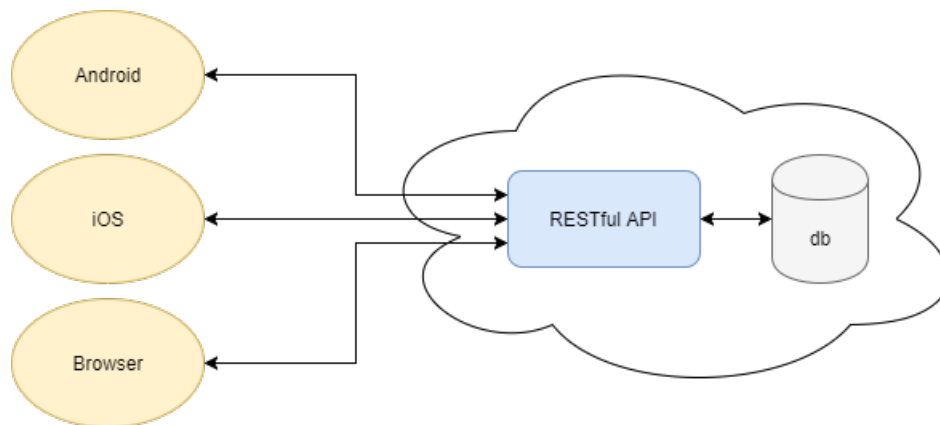 Android
iOS
RESTful API
db
Browser